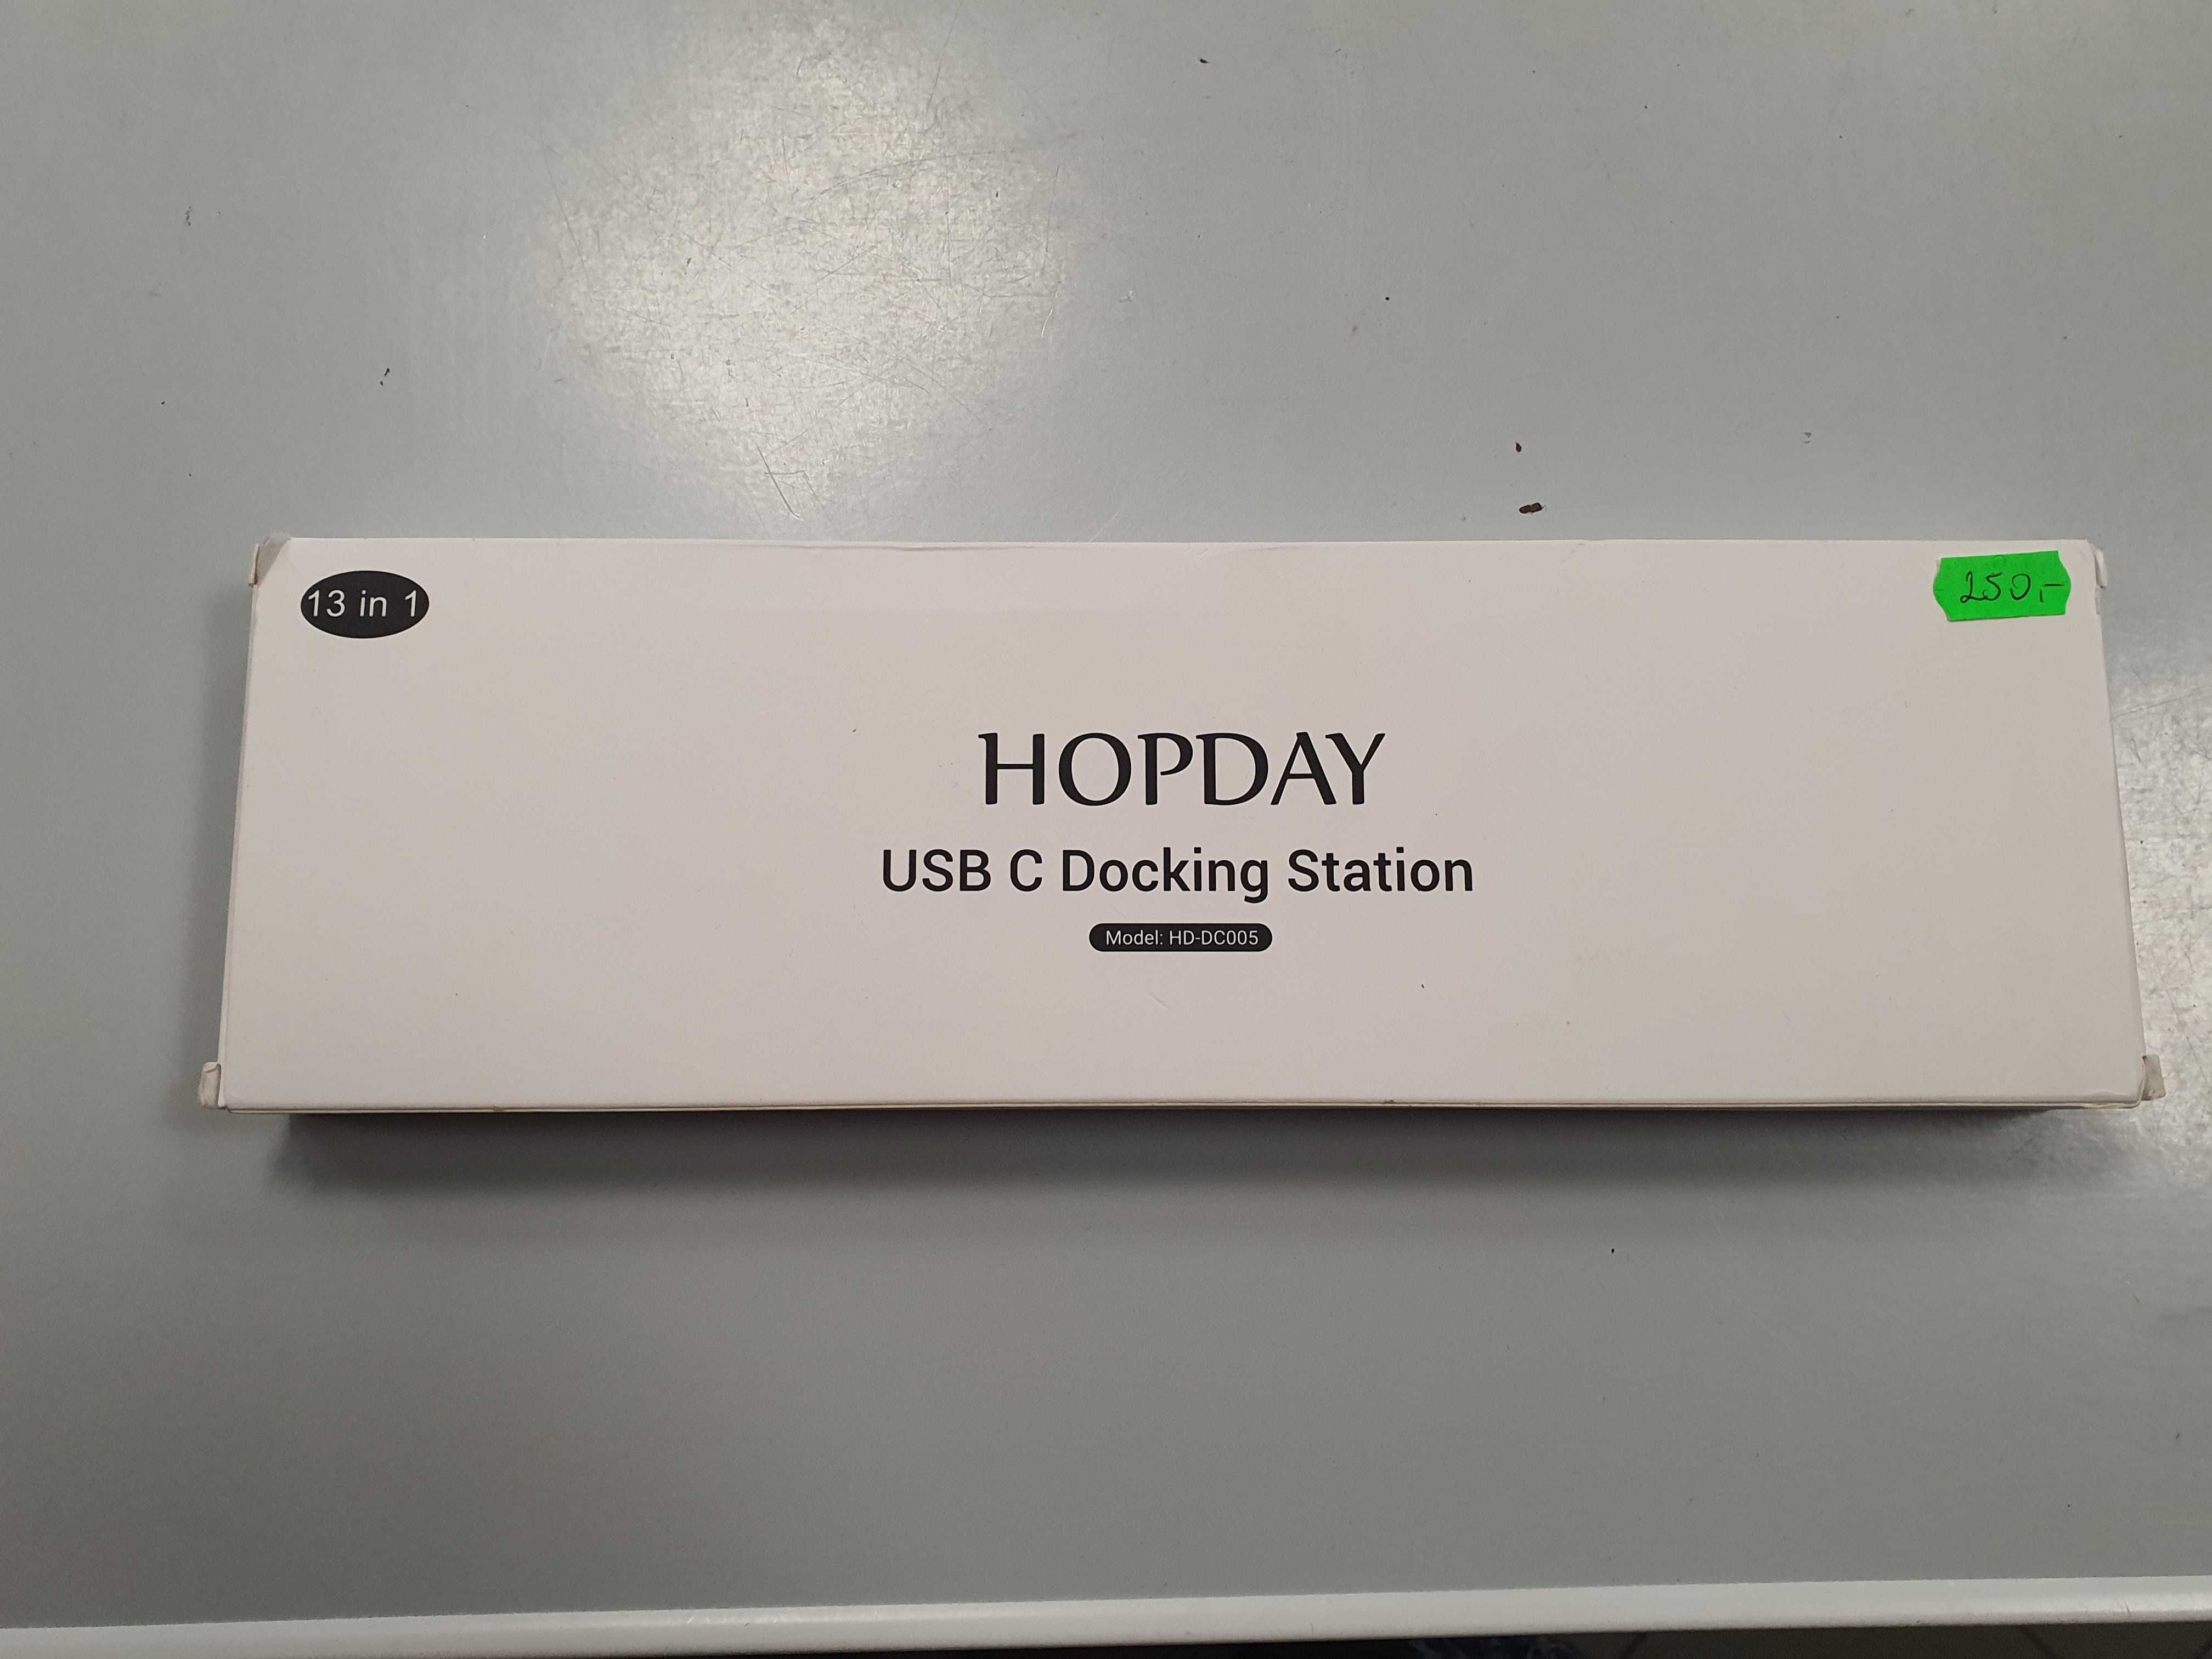 13 in 1
250,-
HOPDAY
USB C Docking Station
Model: HD-DC005